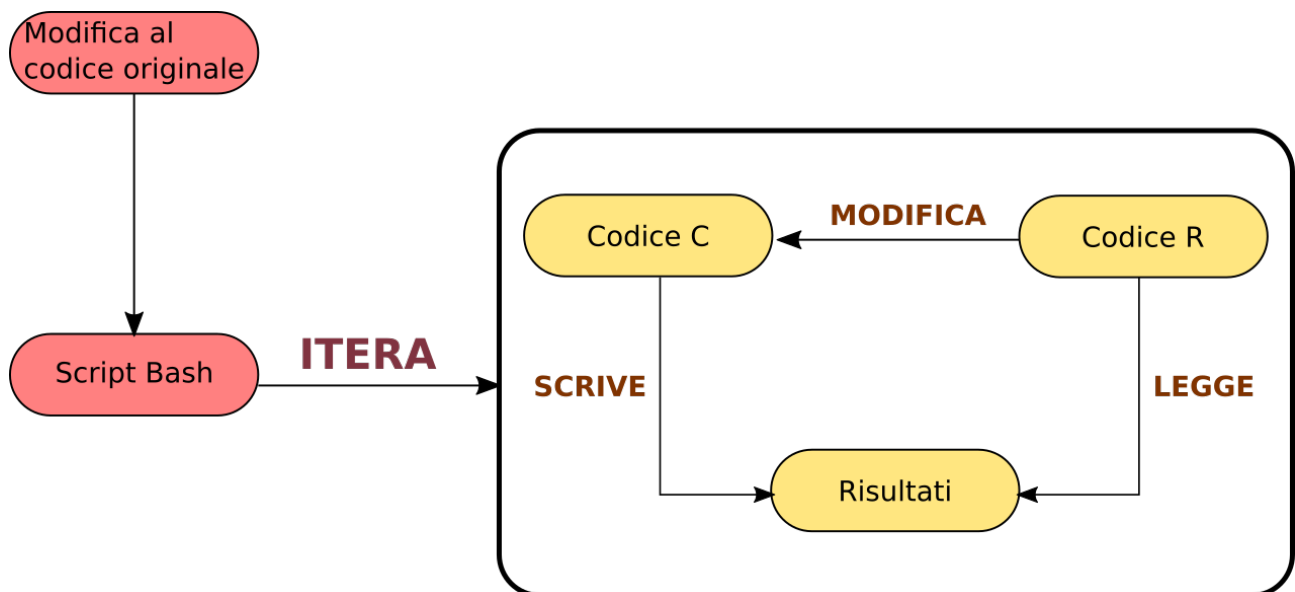 Modifica al
codice originale
MODIFICA
Codice C
Codice R
ITERA
Script Bash
SCRIVE
LEGGE
Risultati